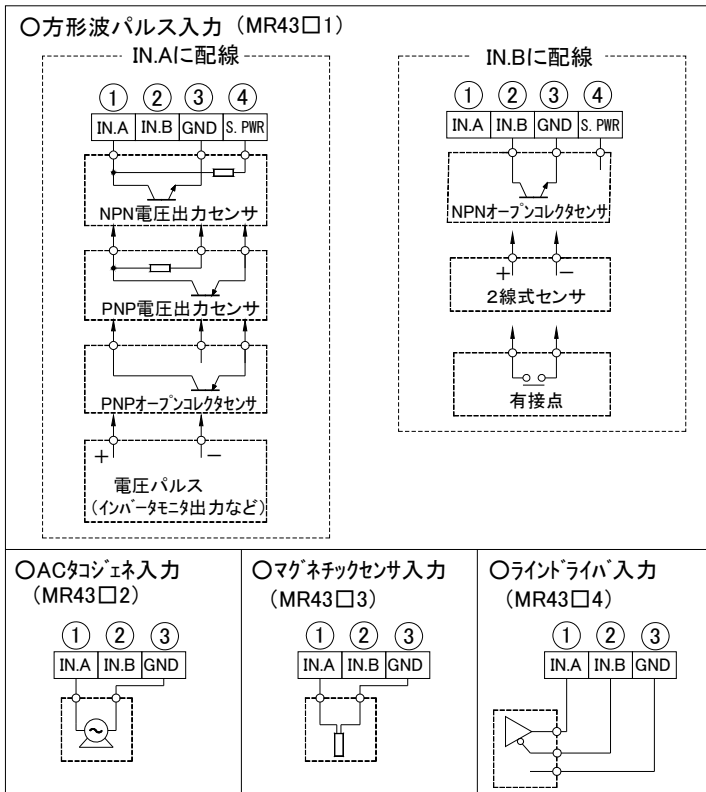 ○方形波パルス入力 (MR43□1)
IN.Aに配線
① ② ③ ④
IN.A IN.B GND S. PWR
NPN電圧出力センサ
PNP電圧出力センサ
PNPオープンコレクタセンサ
+ −
電圧パルス
(インバータモニタ出力など)
IN.Bに配線
① ② ③ ④
IN.A IN.B GND S. PWR
NPNオープンコレクタセンサ
+ −
2線式センサ
有接点
○ACタコジェネ入力
(MR43□2)
① ② ③
IN.A IN.B GND
○マグネチックセンサ入力
(MR43□3)
① ② ③
IN.A IN.B GND
○ラインドライバ入力
(MR43□4)
① ② ③
IN.A IN.B GND